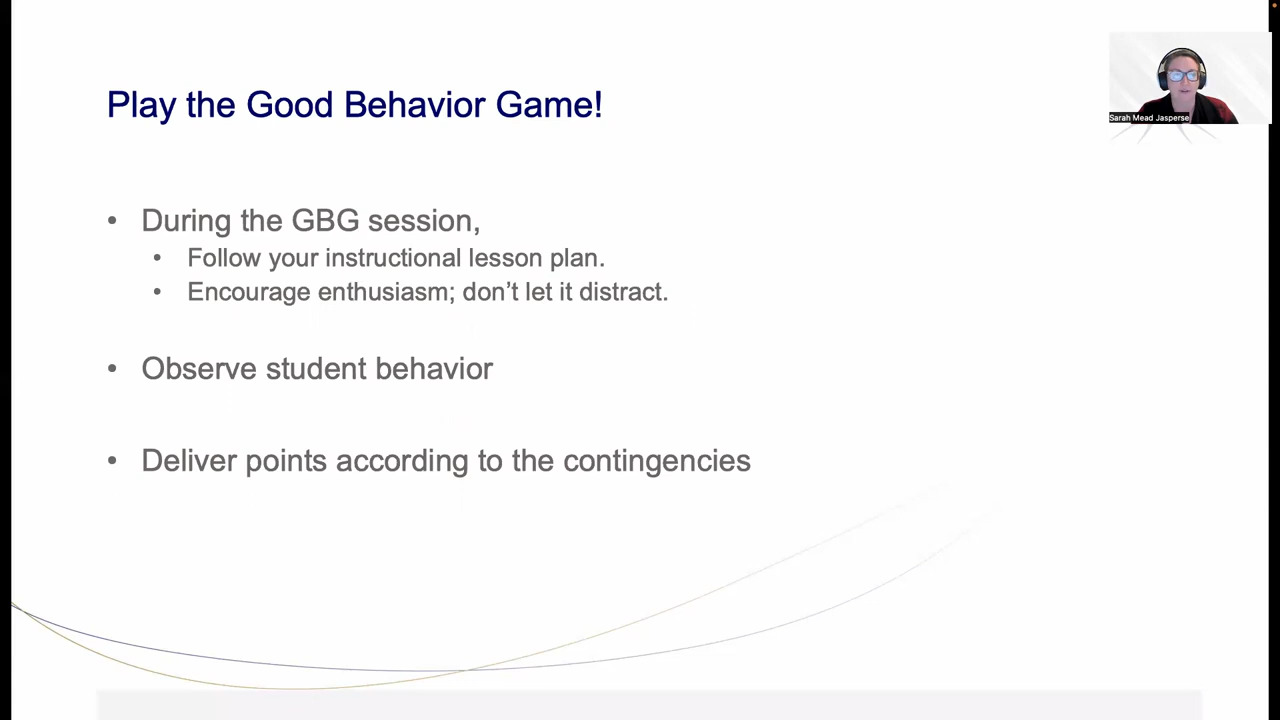 Play the Good Behavior Game!
Sarah Mead Jasperse
• During the GBG session,
• Follow your instructional lesson plan.
• Encourage enthusiasm; don’t let it distract.
• Observe student behavior
• Deliver points according to the contingencies